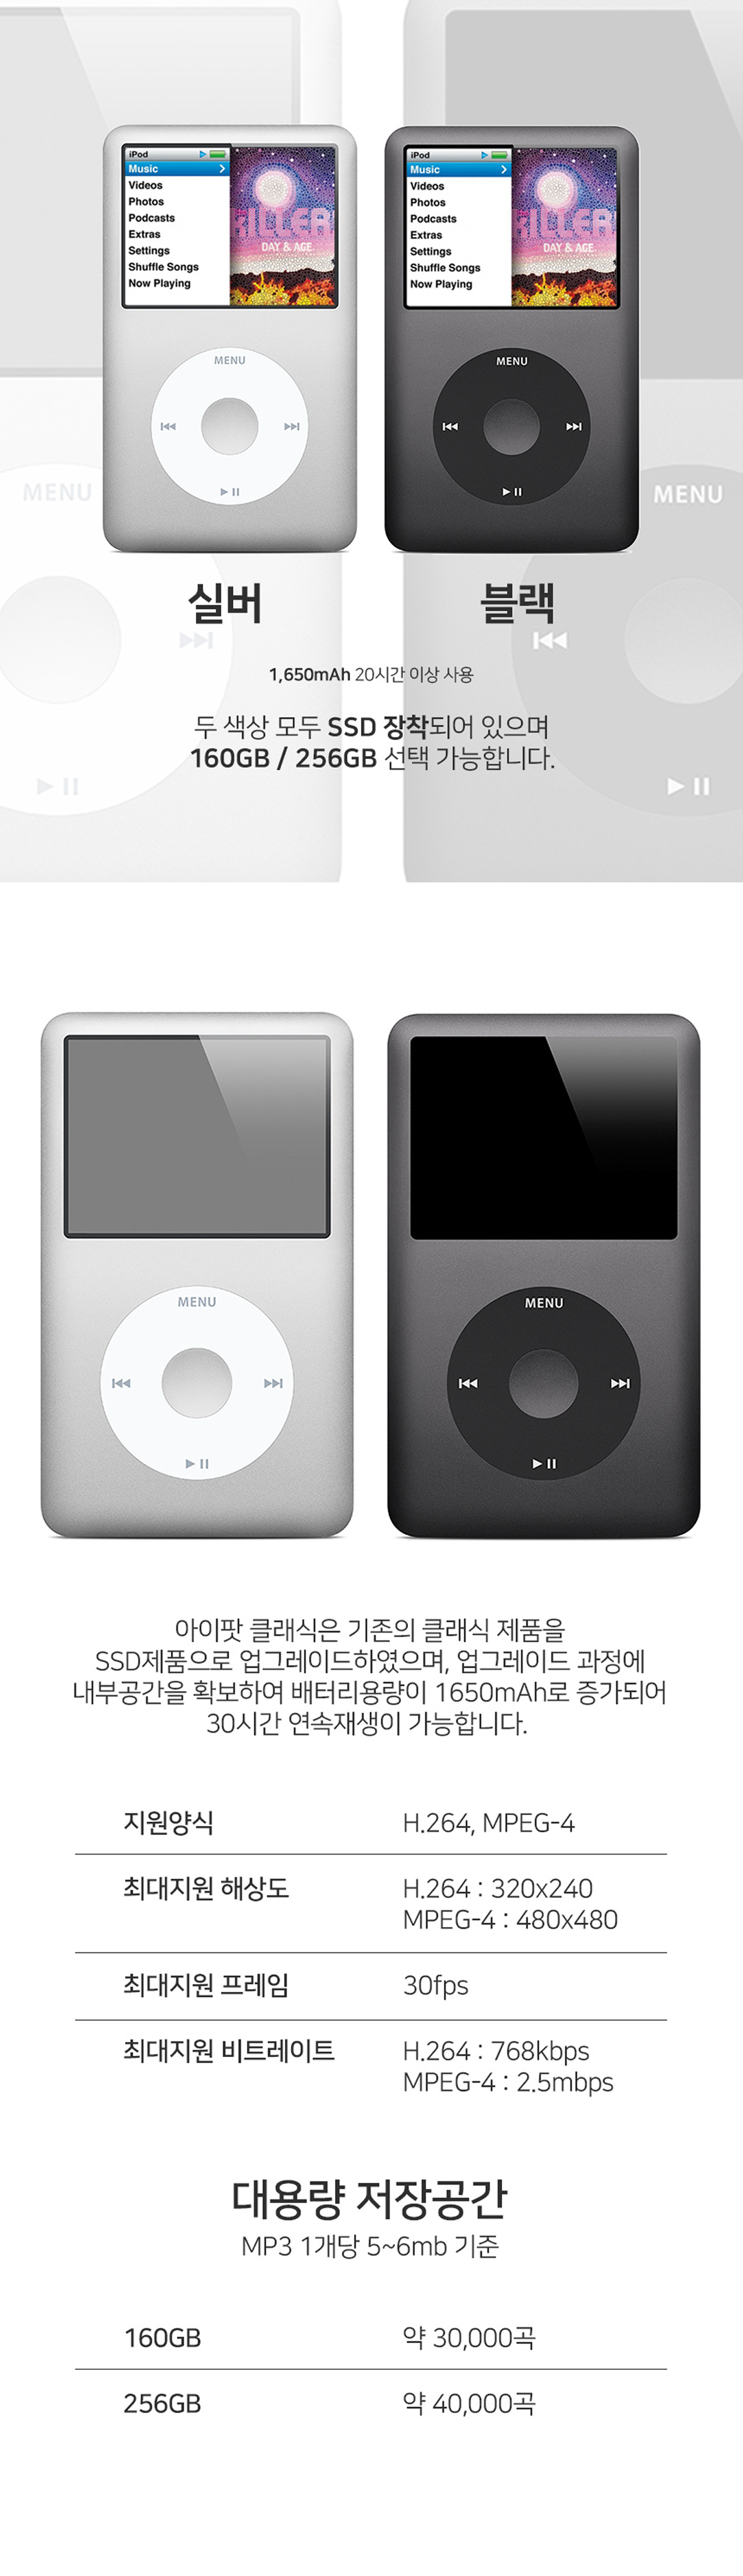 iPod
Music
Videos
Photos
Podcasts
Extras
Settings
Shuffle Songs
Now Playing
KILLER
DAY & AGE
MENU
iPod
Music
Videos
Photos
Podcasts
Extras
Settings
Shuffle Songs
Now Playing
KILLER
DAY & AGE
MENU
MENU
MENU
실버
블랙
1,650mAh 20시간 이상 사용
두 색상 모두 SSD 장착되어 있으며
160GB / 256GB 선택 가능합니다.
MENU
MENU
아이팟 클래식은 기존의 클래식 제품을
SSD제품으로 업그레이드하였으며, 업그레이드 과정에
내부공간을 확보하여 배터리용량이 1650mAh로 증가되어
30시간 연속재생이 가능합니다.
지원양식 H.264, MPEG-4
최대지원 해상도 H.264 : 320x240
MPEG-4 : 480x480
최대지원 프레임 30fps
최대지원 비트레이트 H.264 : 768kbps
MPEG-4 : 2.5mbps
대용량 저장공간
MP3 1개당 5~6mb 기준
160GB 약 30,000곡
256GB 약 40,000곡